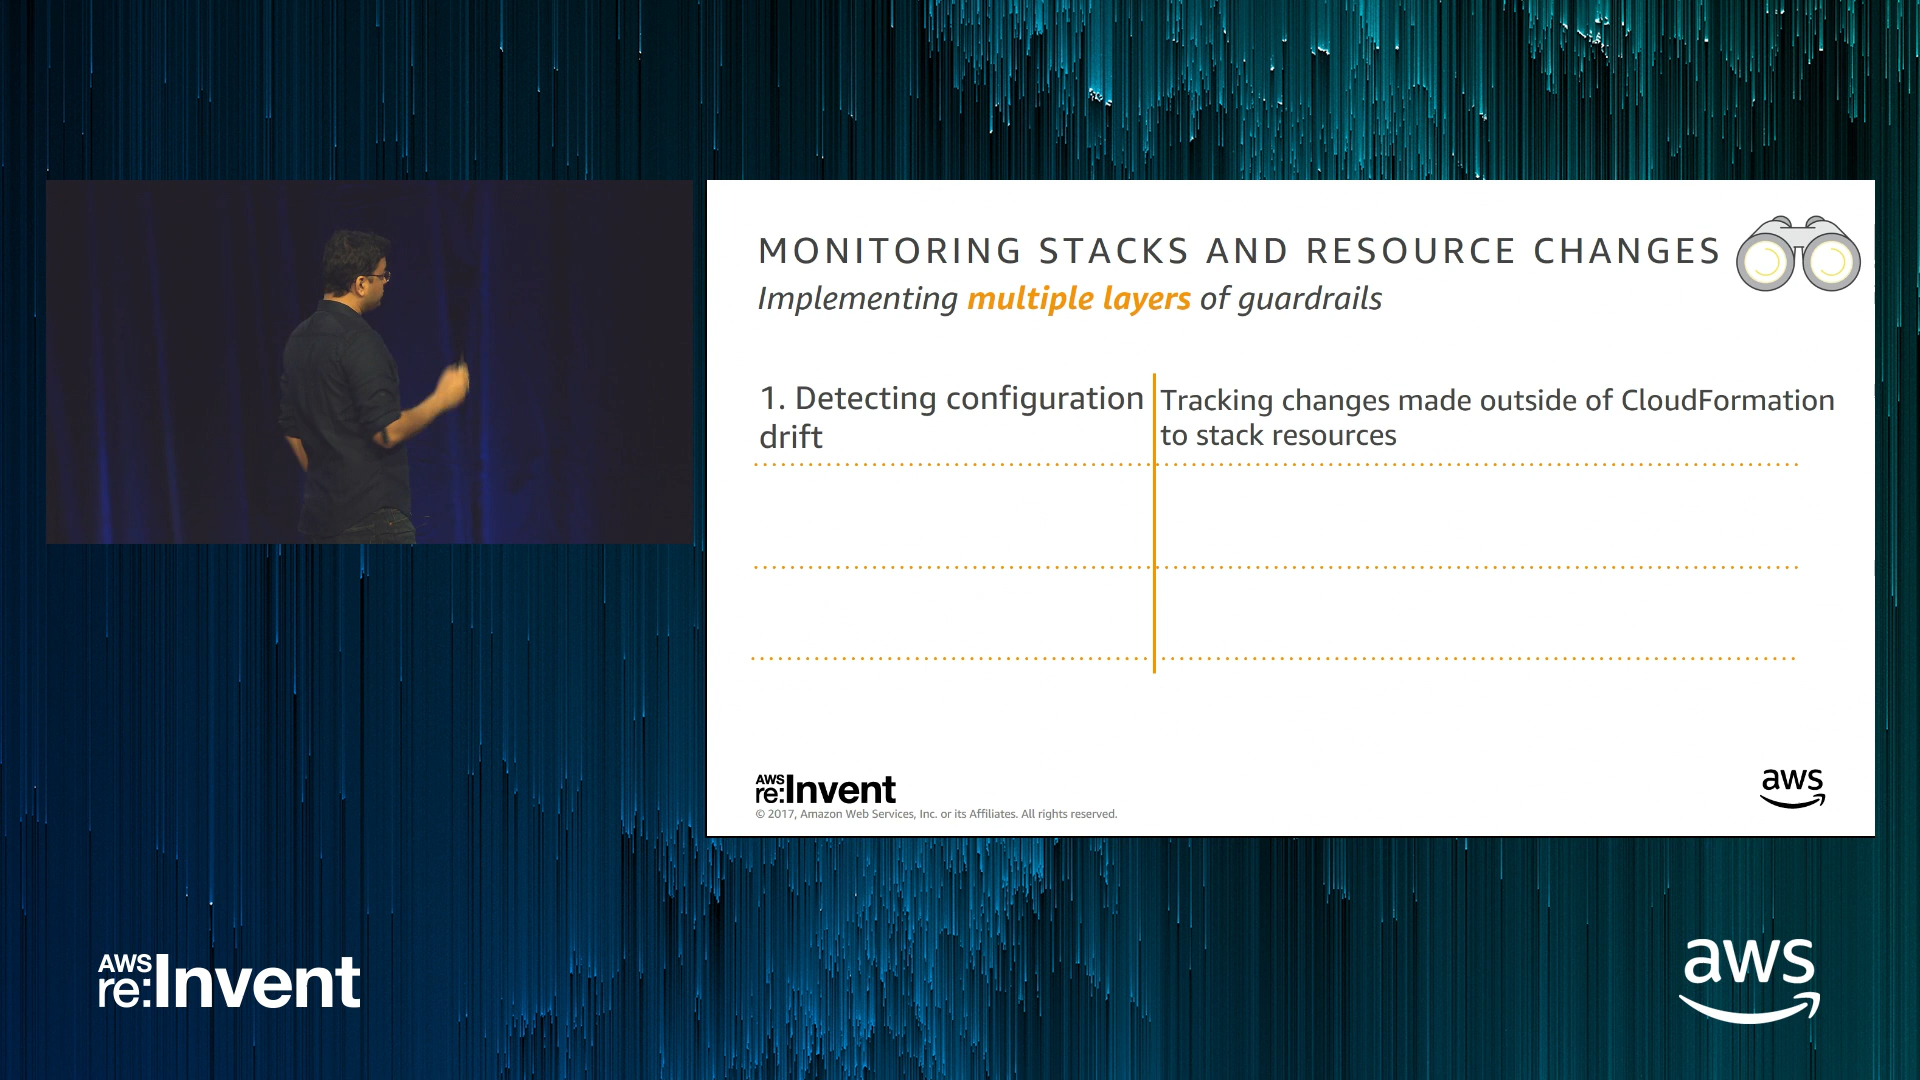 MONITORING STACKS AND RESOURCE CHANGES
Implementing multiple layers of guardrails
1. Detecting configuration
drift
Tracking changes made outside of CloudFormation
to stack resources
AWS
re:Invent
© 2017, Amazon Web Services, Inc. or its Affiliates. All rights reserved.
aws
AWS
re:Invent
aws